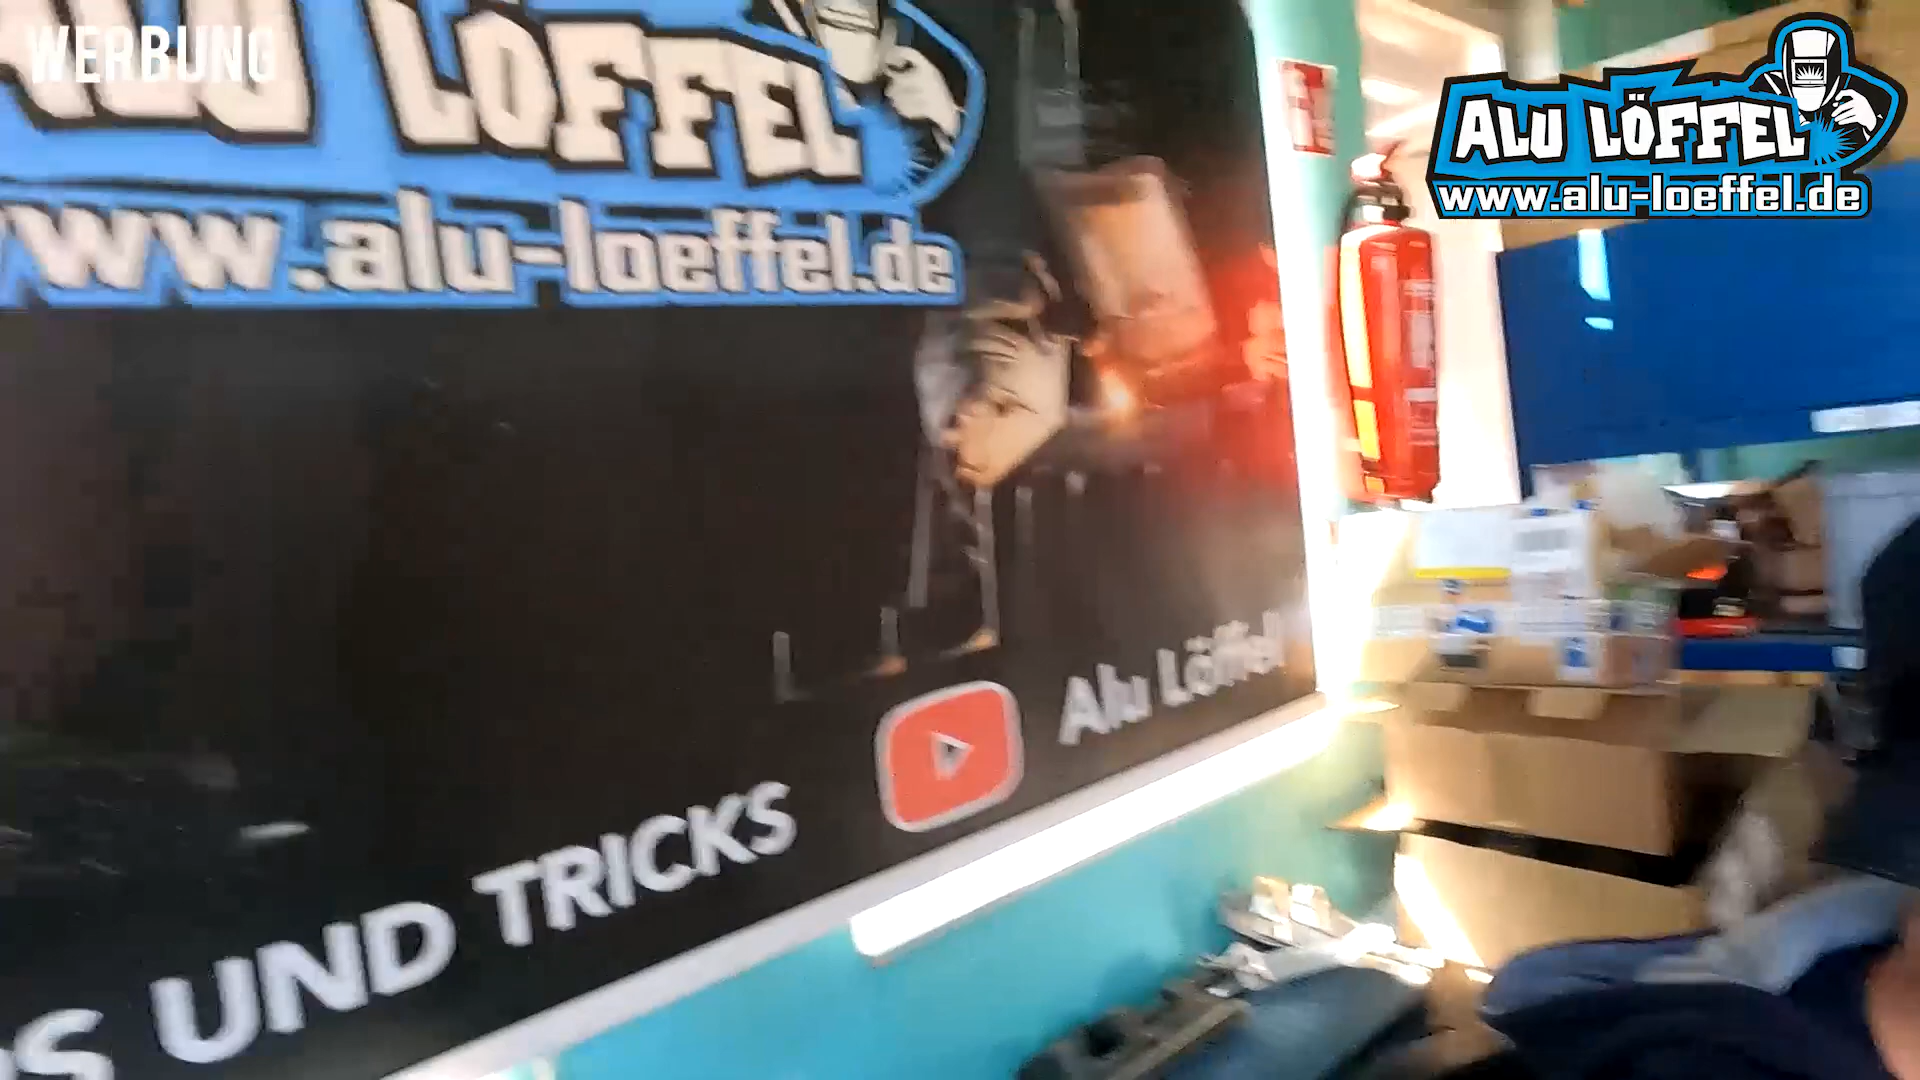 WERBUNG
ALU LÖFFEL
www.alu-loeffel.de
ALU LÖFFEL
www.alu-loeffel.de
Alu Löffel
UND TRICKS